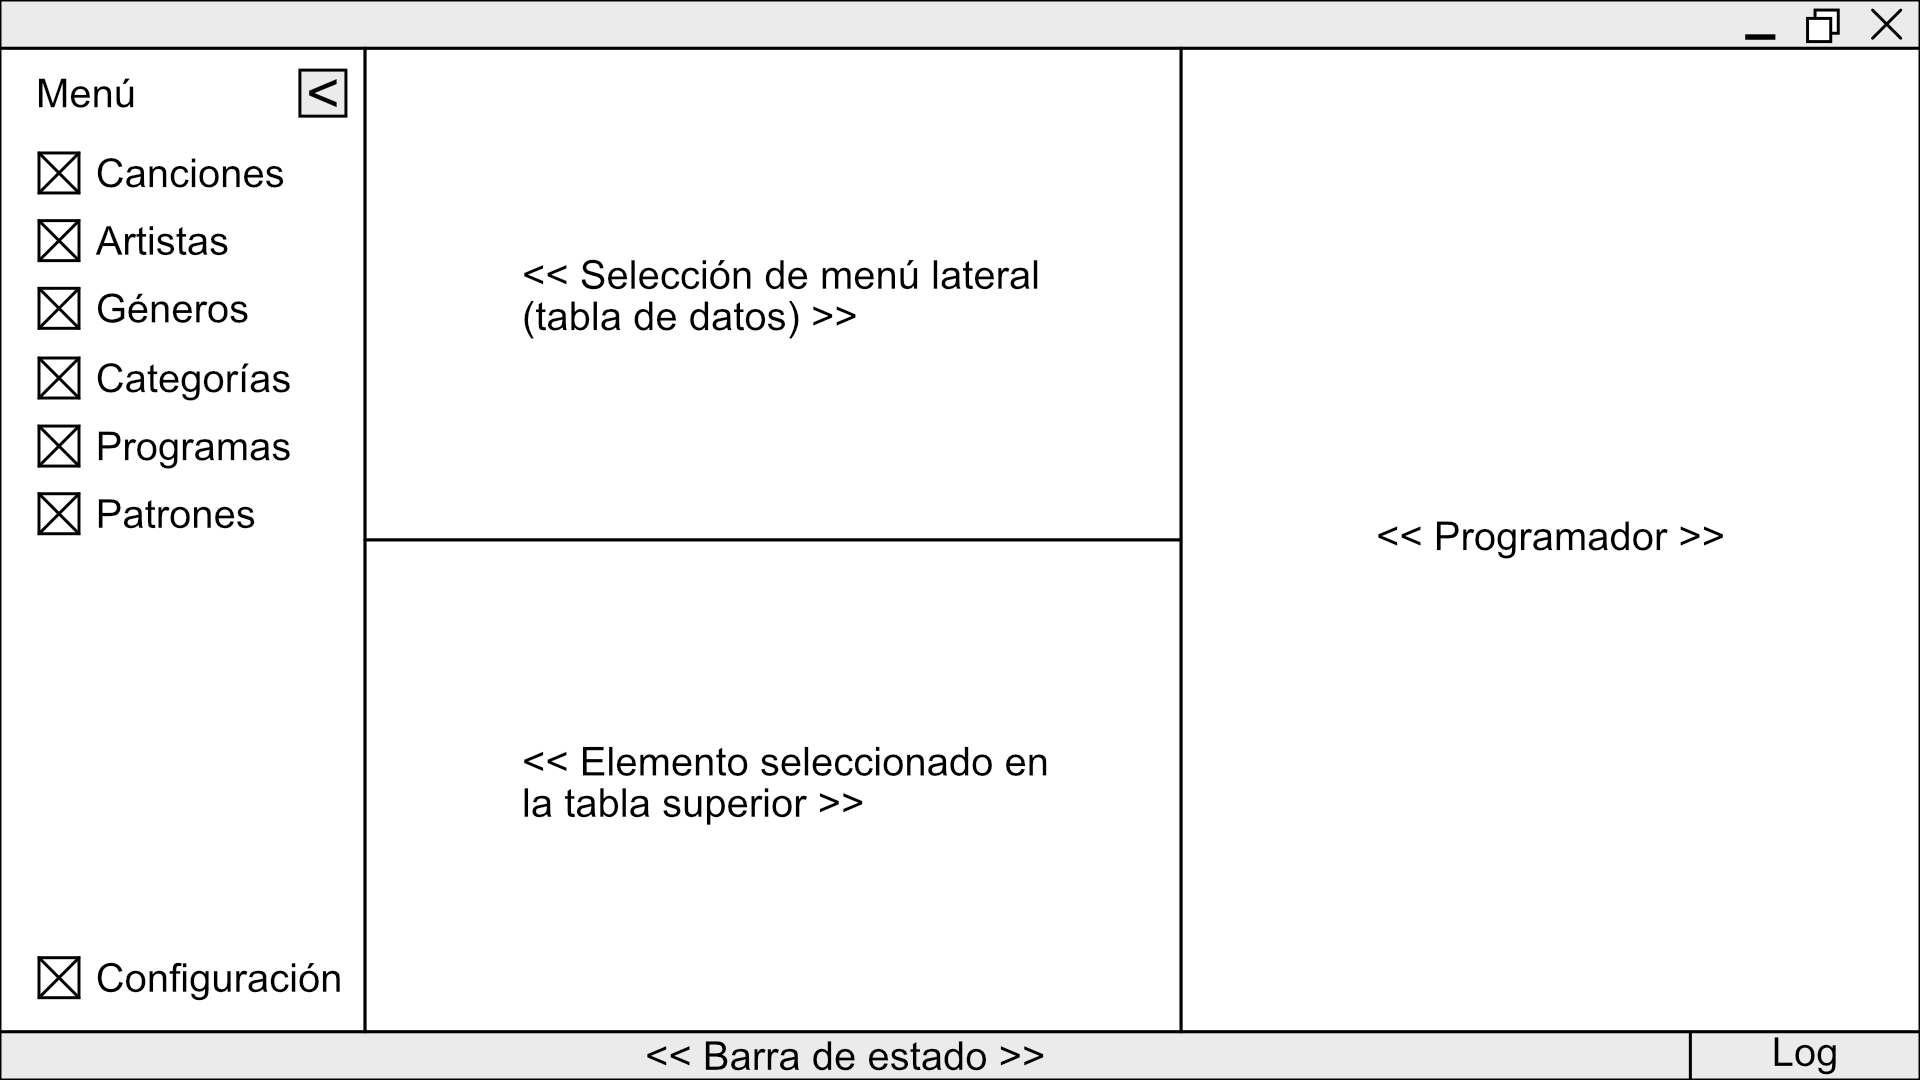 Menú
<
Canciones
Artistas
Géneros
Categorías
Programas
Patrones
Configuración
<< Selección de menú lateral
(tabla de datos) >>
<< Elemento seleccionado en
la tabla superior >>
<< Programador >>
<< Barra de estado >>
Log